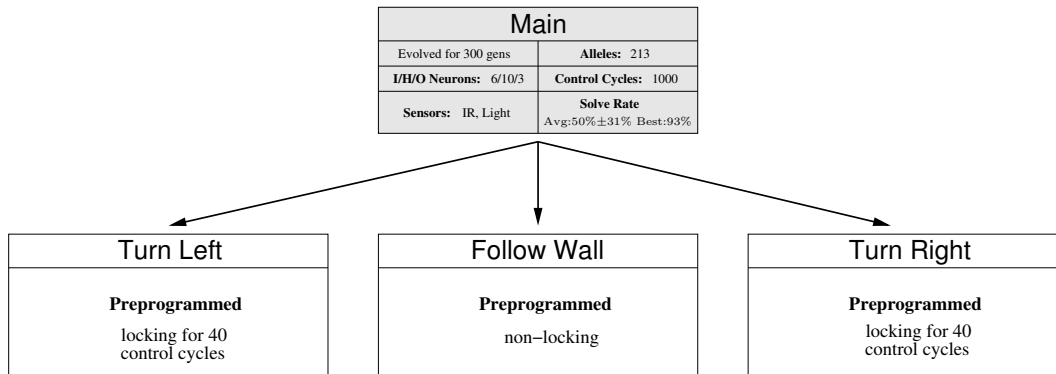 Main
Evolved for 300 gens
Alleles: 213
I/H/O Neurons: 6/10/3
Control Cycles: 1000
Sensors: IR, Light
Solve Rate
Avg:50%±31% Best:93%
Turn Left
Preprogrammed
locking for 40
control cycles
Follow Wall
Preprogrammed
non−locking
Turn Right
Preprogrammed
locking for 40
control cycles